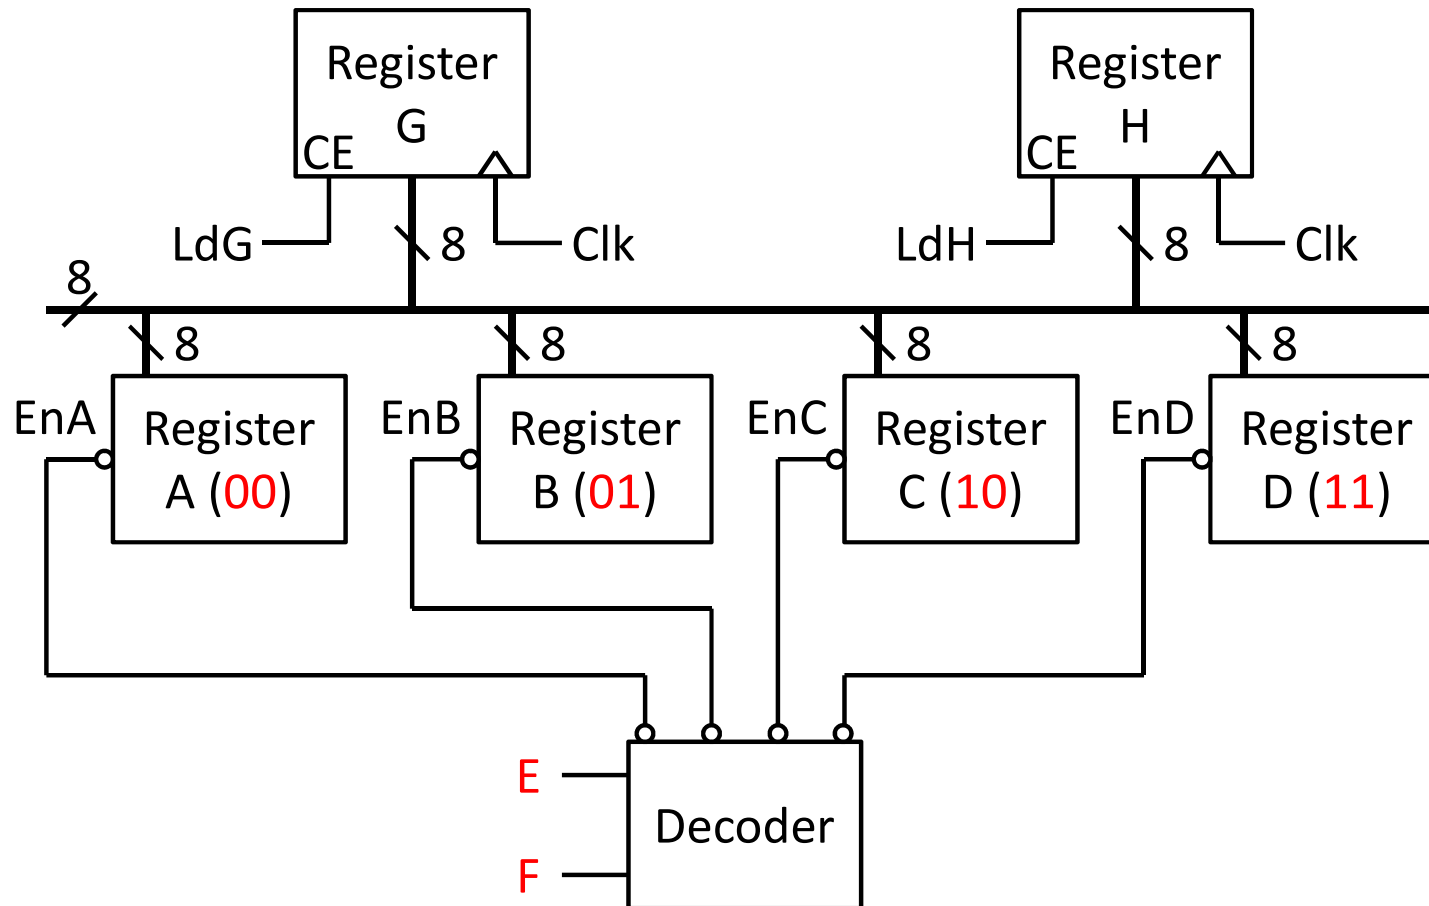 Register
G
CE
Register
H
CE
LdG
8
Clk
LdH
8
Clk
8
8
8
8
8
EnA
Register
A (00)
EnB
Register
B (01)
EnC
Register
C (10)
EnD
Register
D (11)
E
Decoder
F